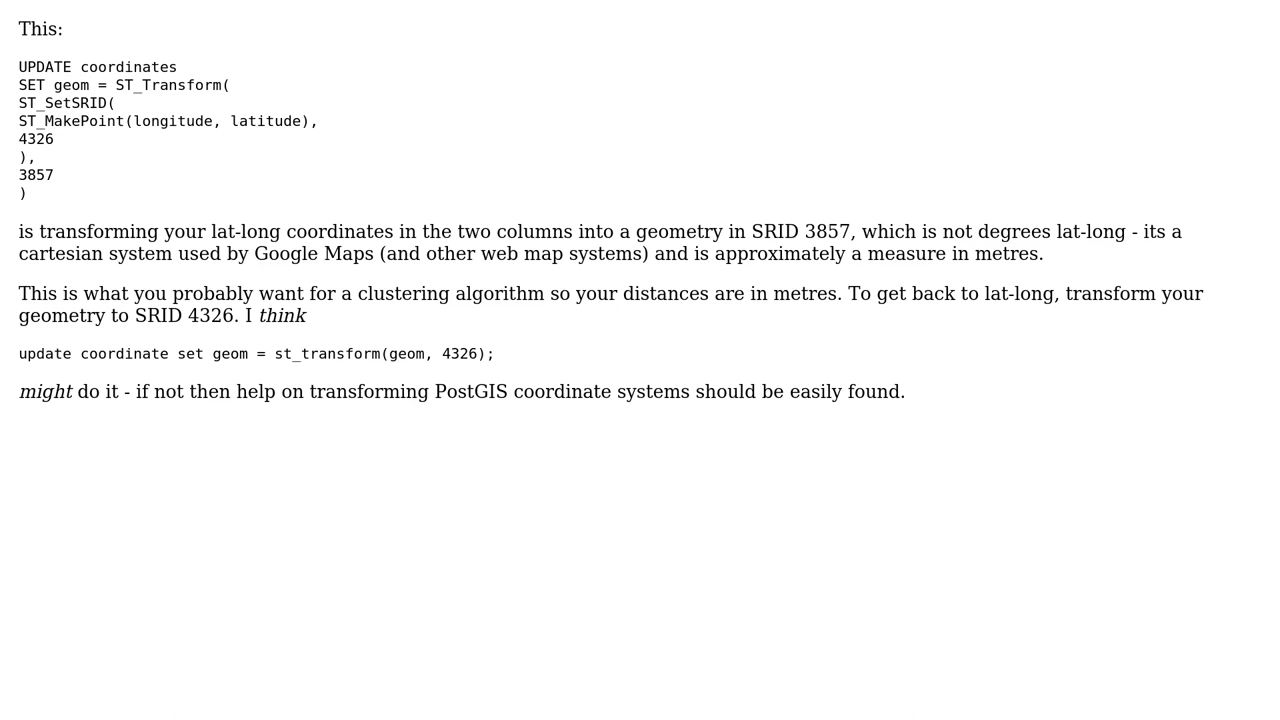 This:
UPDATE coordinates
SET geom = ST_Transform(
ST_SetSRID(
ST_MakePoint(longitude, latitude),
4326
),
3857
)
is transforming your lat-long coordinates in the two columns into a geometry in SRID 3857, which is not degrees lat-long - its a
cartesian system used by Google Maps (and other web map systems) and is approximately a measure in metres.
This is what you probably want for a clustering algorithm so your distances are in metres. To get back to lat-long, transform your
geometry to SRID 4326. I think
update coordinate set geom = st_transform(geom, 4326);
might do it - if not then help on transforming PostGIS coordinate systems should be easily found.